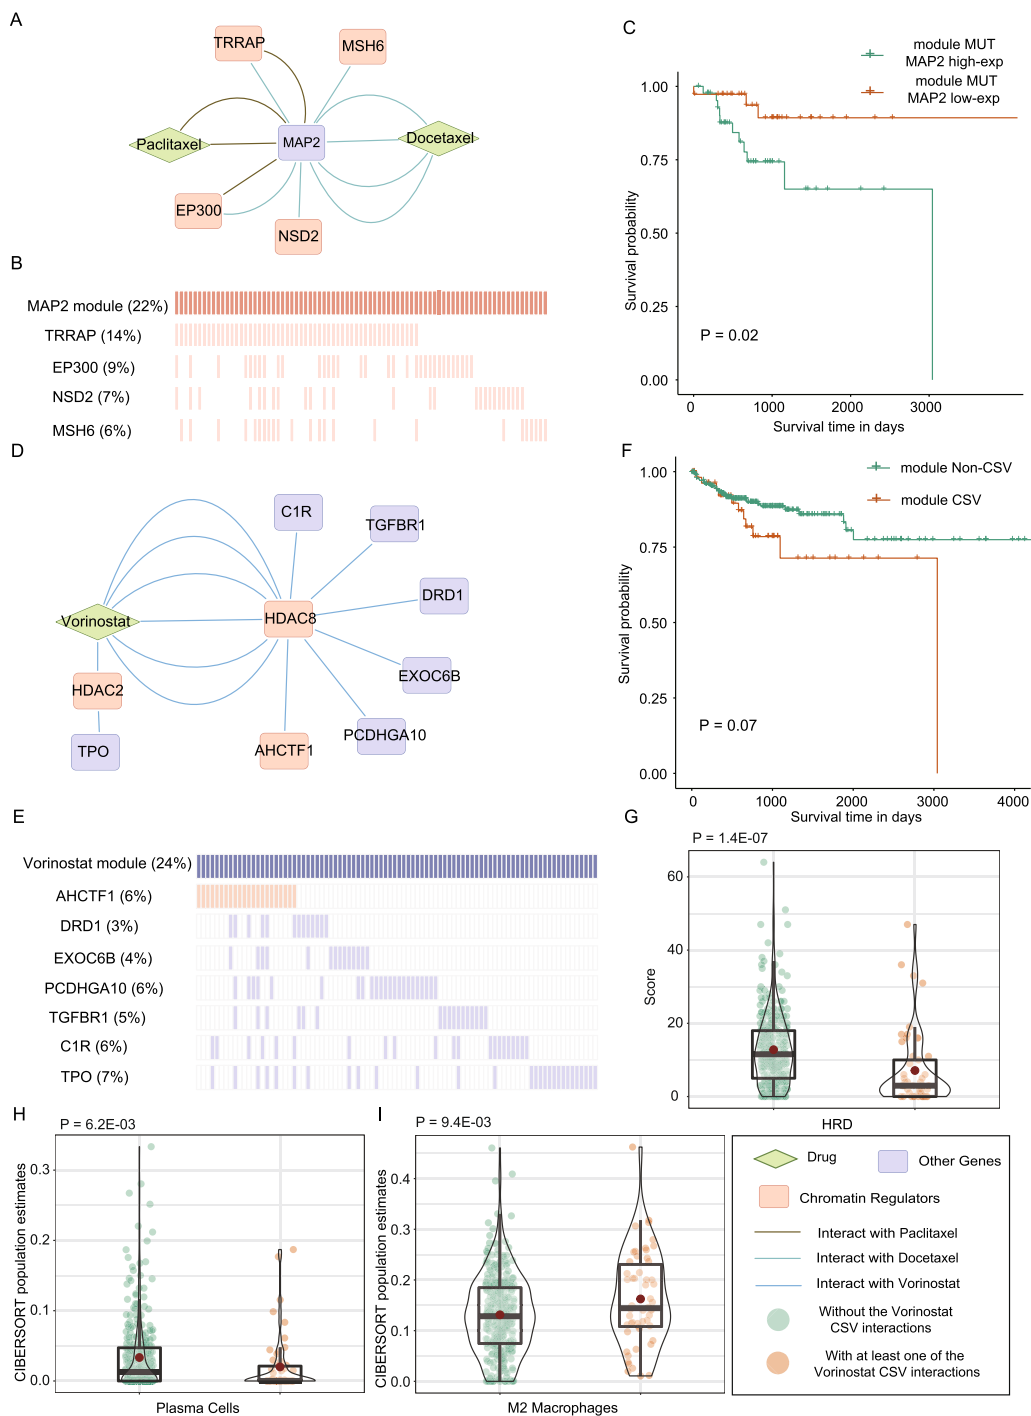 A
TRRAP
MSH6
Paclitaxel
MAP2
Docetaxel
EP300
NSD2
B
MAP2 module (22%)
TRRAP (14%)
EP300 (9%)
NSD2 (7%)
MSH6 (6%)
C
module MUT
MAP2 high-exp
module MUT
MAP2 low-exp
Survival probability
1.00
0.75
0.50
0.25
0.00
P = 0.02
0
1000
2000
3000
Survival time in days
D
C1R
TGFBR1
DRD1
Vorinostat
HDAC8
EXOC6B
HDAC2
PCDHGA10
TPO
AHCTF1
E
Vorinostat module (24%)
AHCTF1 (6%)
DRD1 (3%)
EXOC6B (4%)
PCDHGA10 (6%)
TGFBR1 (5%)
C1R (6%)
TPO (7%)
F
module Non-CSV
module CSV
Survival probability
1.00
0.75
0.50
0.25
0.00
P = 0.07
0
1000
2000
3000
4000
Survival time in days
G
P = 1.4E-07
Score
60
40
20
0
HRD
H
P = 6.2E-03
CIBERSORT population estimates
0.3
0.2
0.1
0.0
Plasma Cells
I
P = 9.4E-03
CIBERSORT population estimates
0.4
0.3
0.2
0.1
0.0
M2 Macrophages
Drug
Other Genes
Chromatin Regulators
Interact with Paclitaxel
Interact with Docetaxel
Interact with Vorinostat
Without the Vorinostat
CSV interactions
With at least one of the
Vorinostat CSV interactions